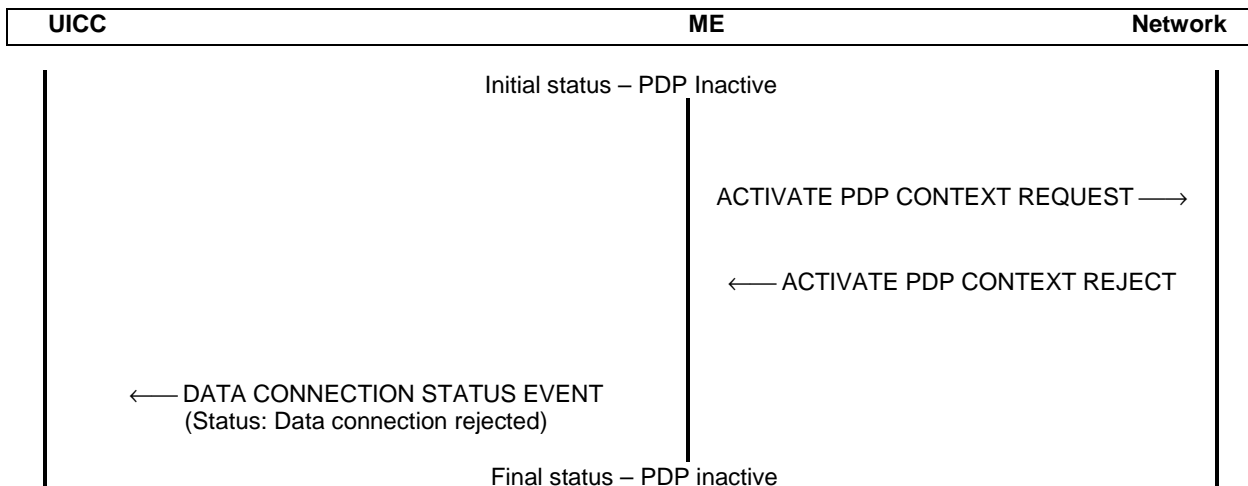 UICC ME Network
Initial status – PDP Inactive
ACTIVATE PDP CONTEXT REQUEST ⟶
⟵ ACTIVATE PDP CONTEXT REJECT
⟵ DATA CONNECTION STATUS EVENT
(Status: Data connection rejected)
Final status – PDP inactive